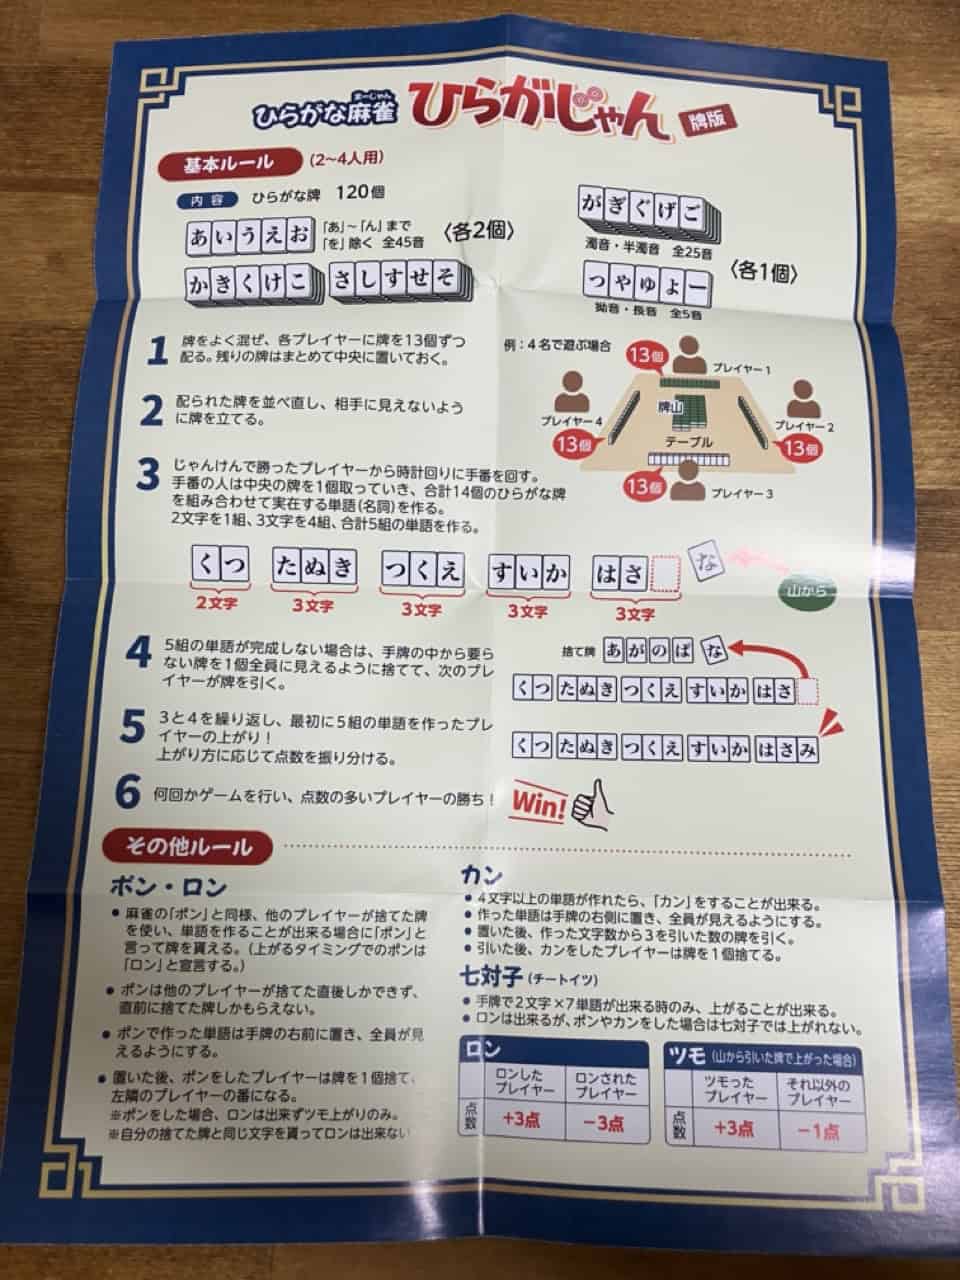 まーじゃん
ひらがな麻雀 ひらがじゃん 牌版
基本ルール (2~4人用)
内容 ひらがな牌 120個
あいうえお
「あ」~「ん」まで
「を」除く 全45音
〈各2個〉
かきくけこ さしすせそ
がぎぐげご
濁音・半濁音 全25音
つやゆょー
拗音・長音 全5音
〈各1個〉
1 牌をよく混ぜ、各プレイヤーに牌を13個ずつ
配る。残りの牌はまとめて中央に置いておく。
2 配られた牌を並べ直し、相手に見えないよう
に牌を立てる。
例:4名で遊ぶ場合
13個 プレイヤー1
プレイヤー4 13個
牌山
テーブル
プレイヤー2 13個
13個 プレイヤー3
3 じゃんけんで勝ったプレイヤーから時計回りに手番を回す。
手番の人は中央の牌を1個取っていき、合計14個のひらがな牌
を組み合わせて実在する単語(名詞)を作る。
2文字を1組、3文字を4組、合計5組の単語を作る。
くつ たぬき つくえ すいか はさ な 山から
2文字 3文字 3文字 3文字 3文字
4 5組の単語が完成しない場合は、手牌の中から要ら
ない牌を1個全員に見えるように捨てて、次のプレ
イヤーが牌を引く。
捨て牌 あがのば な
くつ たぬき つくえ すいか はさ
5 3と4を繰り返し、最初に5組の単語を作ったプレ
イヤーの上がり!
上がり方に応じて点数を振り分ける。
くつ たぬき つくえ すいか はさみ
6 何回かゲームを行い、点数の多いプレイヤーの勝ち!
Win!
その他ルール
ポン・ロン
● 麻雀の「ポン」と同様、他のプレイヤーが捨てた牌
を使い、単語を作ることが出来る場合に「ポン」と
言って牌を貰える。(上がるタイミングでのポンは
「ロン」と宣言する。)
● ポンは他のプレイヤーが捨てた直後しかできず、
直前に捨てた牌しかもらえない。
● ポンで作った単語は手牌の右前に置き、全員が見
えるようにする。
● 置いた後、ポンをしたプレイヤーは牌を1個捨て、
左隣のプレイヤーの番になる。
※ポンをした場合、ロンは出来ずツモ上がりのみ。
※自分の捨てた牌と同じ文字を貰ってロンは出来ない
カン
● 4文字以上の単語が作れたら、「カン」をすることが出来る。
● 作った単語は手牌の右側に置き、全員が見えるようにする。
● 置いた後、作った文字数から3を引いた数の牌を引く。
● 引いた後、カンをしたプレイヤーは牌を1個捨てる。
七対子(チートイツ)
● 手牌で2文字×7単語が出来る時のみ、上がることが出来る。
● ロンは出来るが、ポンやカンをした場合は七対子では上がれない。
ロン
ロンした
プレイヤー
ロンされた
プレイヤー
点数 +3点 -3点
ツモ (山から引いた牌で上がった場合)
ツモった
プレイヤー
それ以外の
プレイヤー
点数 +3点 -1点